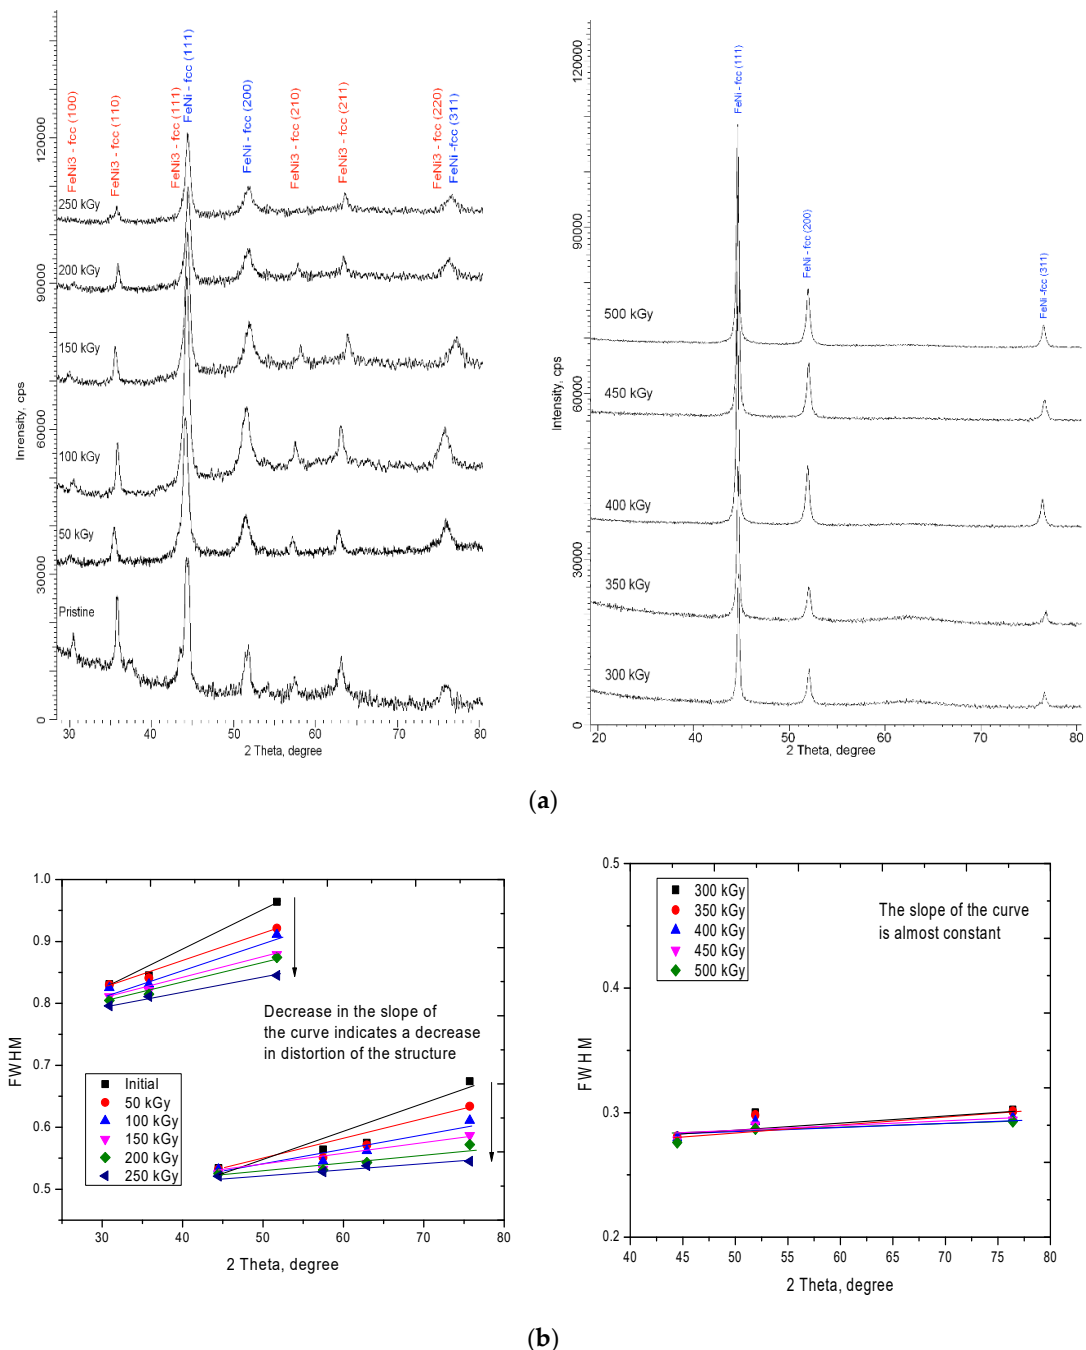 FeNi3 - fcc (100)
FeNi3 - fcc (110)
FeNi3 - fcc (111)
FeNi - fcc (111)
FeNi - fcc (200)
FeNi3 - fcc (210)
FeNi3 - fcc (211)
FeNi3 - fcc (220)
FeNi -fcc (311)
120000
90000
60000
30000
0
Inrensity, cps
250 kGy
200 kGy
150 kGy
100 kGy
50 kGy
Pristine
30 40 50 60 70 80
2 Theta, degree
FeNi - fcc (111)
FeNi - fcc (200)
FeNi -fcc (311)
120000
90000
60000
30000
0
Intensity, cps
500 kGy
450 kGy
400 kGy
350 kGy
300 kGy
20 30 40 50 60 70 80
2 Theta, degree
(a)
1.0
0.9
0.8
0.7
0.6
0.5
FWHM
Decrease in the slope of
the curve indicates a decrease
in distortion of the structure
Initial
50 kGy
100 kGy
150 kGy
200 kGy
250 kGy
30 40 50 60 70 80
2 Theta, degree
0.5
0.4
0.3
0.2
FWHM
300 kGy
350 kGy
400 kGy
450 kGy
500 kGy
The slope of the curve
is almost constant
40 45 50 55 60 65 70 75 80
2 Theta, degree
(b)